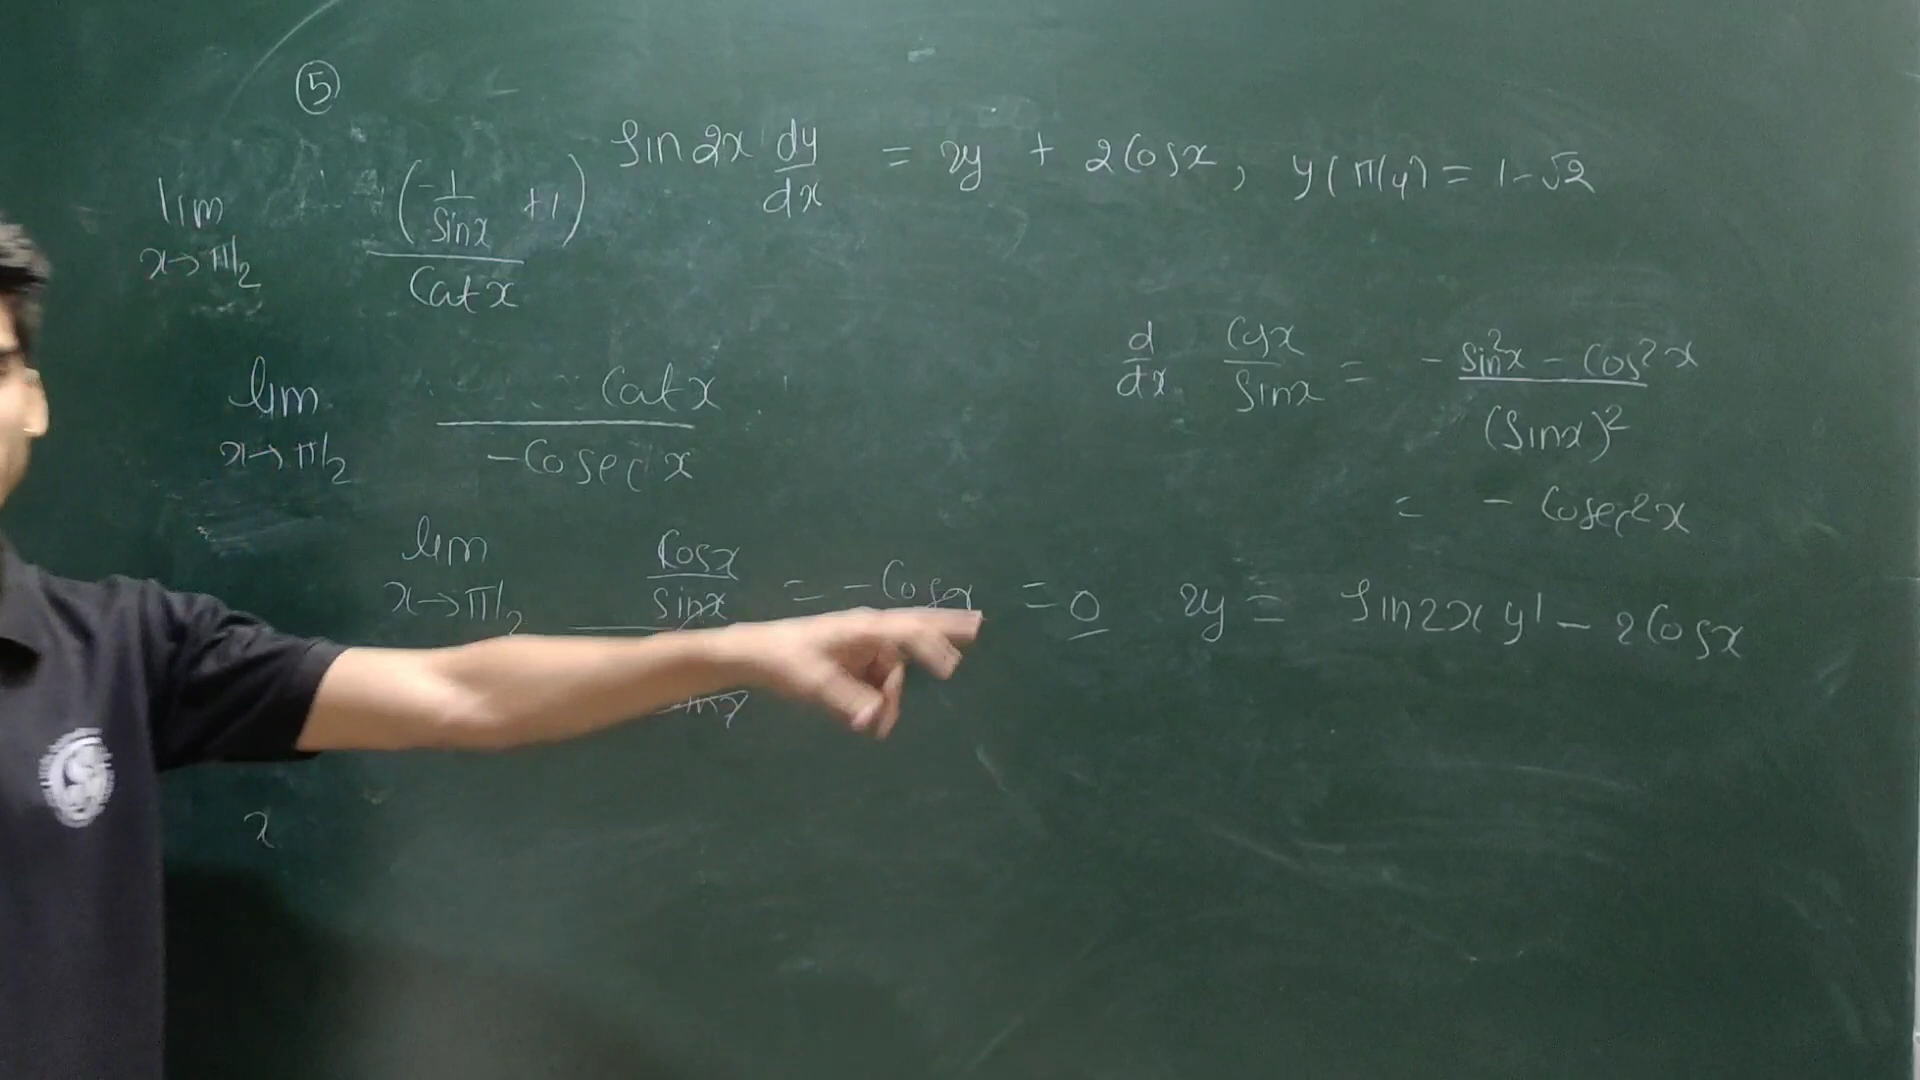 ⑤
sin2x dy/dx = 2y + 2Cosx, y(π/4) = 1-√2
lim x→π/2 (-1/sinx +1) / Cotx
d/dx Cosx/Sinx = -sin²x - Cos²x / (Sinx)²
lim x→π/2 Cotx / -Cosec x
= - Cosec²x
lim x→π/2 Cosx/sinx = -Cosx = 0
2y = Sin2x y' - 2Cosx
x